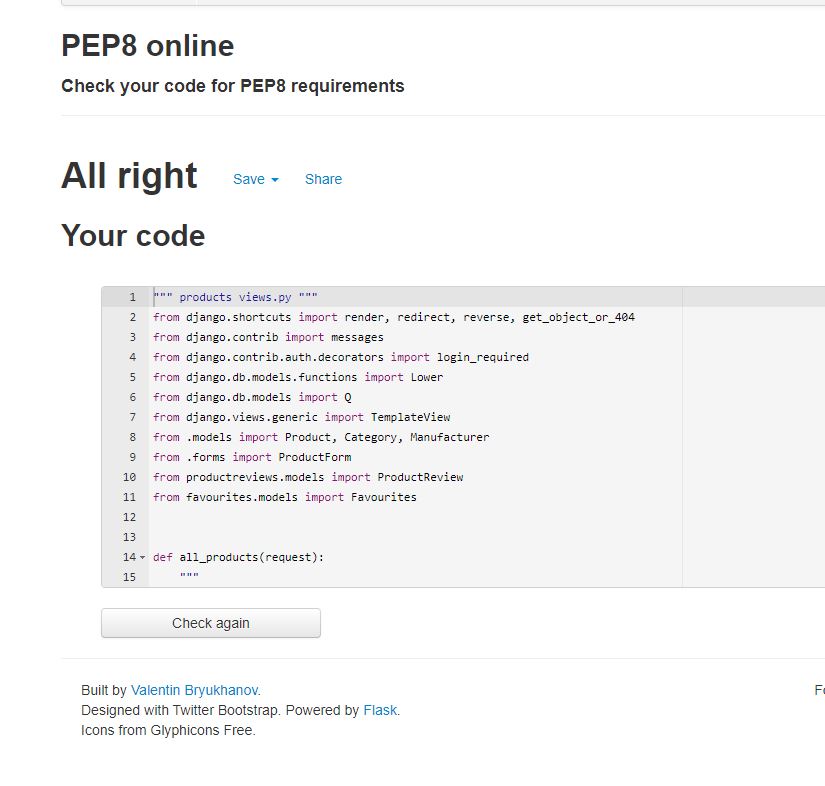 PEP8 online
Check your code for PEP8 requirements
All right Save Share
Your code
1 """ products views.py """
2 from django.shortcuts import render, redirect, reverse, get_object_or_404
3 from django.contrib import messages
4 from django.contrib.auth.decorators import login_required
5 from django.db.models.functions import Lower
6 from django.db.models import Q
7 from django.views.generic import TemplateView
8 from .models import Product, Category, Manufacturer
9 from .forms import ProductForm
10 from productreviews.models import ProductReview
11 from favourites.models import Favourites
12
13
14 def all_products(request):
15 """
Check again
Built by Valentin Bryukhanov.
Designed with Twitter Bootstrap. Powered by Flask.
Icons from Glyphicons Free.